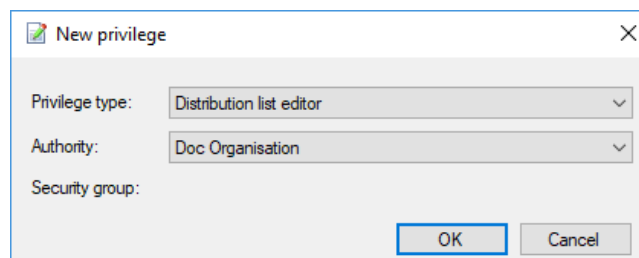 New privilege
Privilege type: Distribution list editor
Authority: Doc Organisation
Security group:
OK Cancel